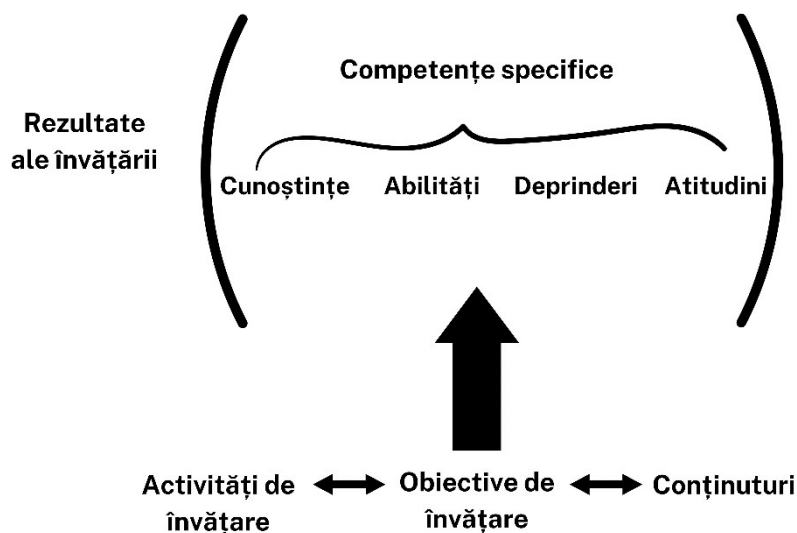 Competențe specifice
Rezultate
ale învățării
Cunoștințe Abilități Deprinderi Atitudini
Activități de
învățare
Obiective de
învățare
Conținuturi